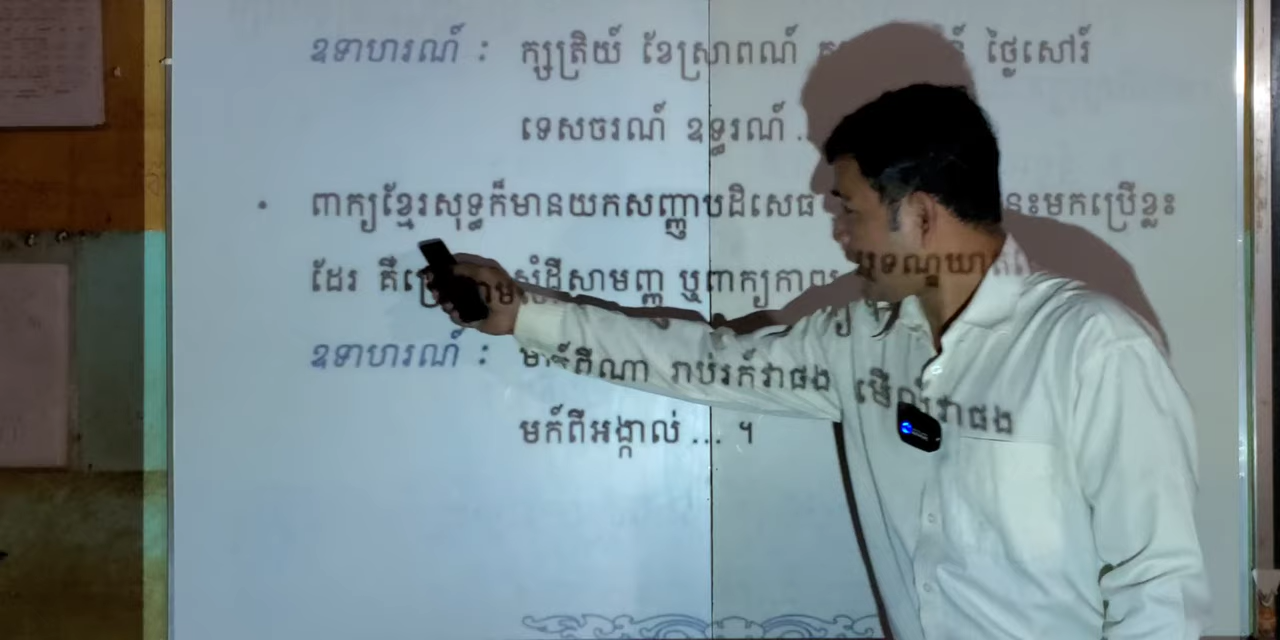 ឧទាហរណ៍ ៖ ក្សត្រិយ៍ ខែស្រាពណ៍ ថ្ងៃសៅរ៍
ទេសចរណ៍ ឧទ្ធរណ៍ ...
• ពាក្យខ្មែរសុទ្ធក៏មានយកសញ្ញាបដិសេធ នេះមកប្រើខ្លះ
ដែរ គឺ សំដីសាមញ្ញ ឬពាក្យកាព្យ
ឧទាហរណ៍ ៖ មក៍ពីណា រាប់រក៍វាផង មើល៍វាផង
មក៍ពីអង្កាល់ ... ។